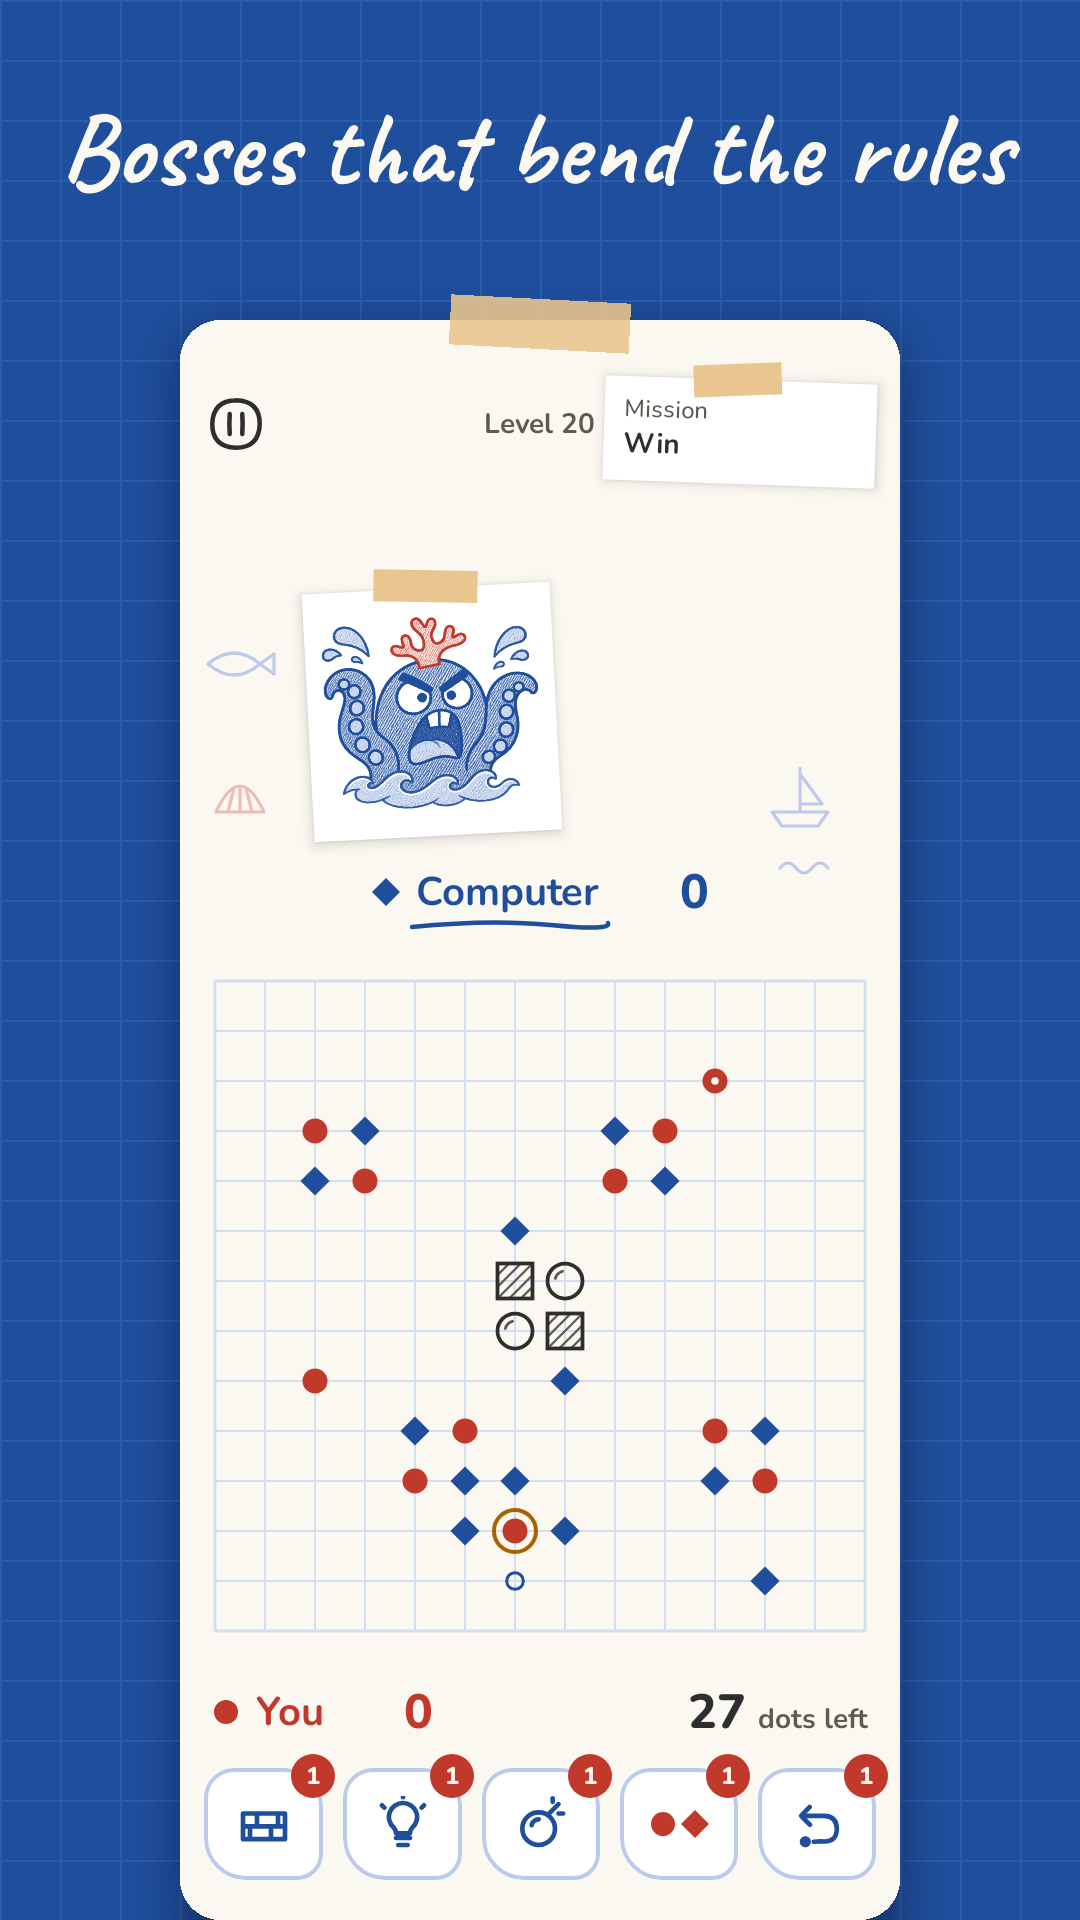 Bosses that bend the rules
Level 20
Mission
Win
Computer 0
You 0
27 dots left
1 1 1 1 1